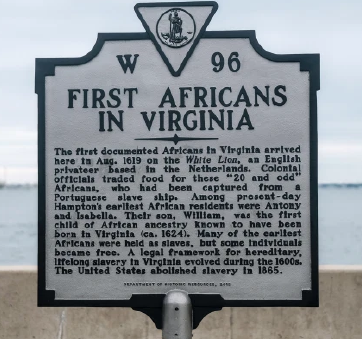 W 96
FIRST AFRICANS
IN VIRGINIA
The first documented Africans in Virginia arrived
here in Aug. 1619 on the White Lion, an English
privateer based in the Netherlands. Colonial
officials traded food for these "20 and odd"
Africans, who had been captured from a
Portuguese slave ship. Among present-day
Hampton's earliest African residents were Antony
and Isabella. Their son, William, was the first
child of African ancestry known to have been
born in Virginia (ca. 1624). Many of the earliest
Africans were held as slaves, but some individuals
became free. A legal framework for hereditary,
lifelong slavery in Virginia evolved during the 1600s.
The United States abolished slavery in 1865.
DEPARTMENT OF HISTORIC RESOURCES,